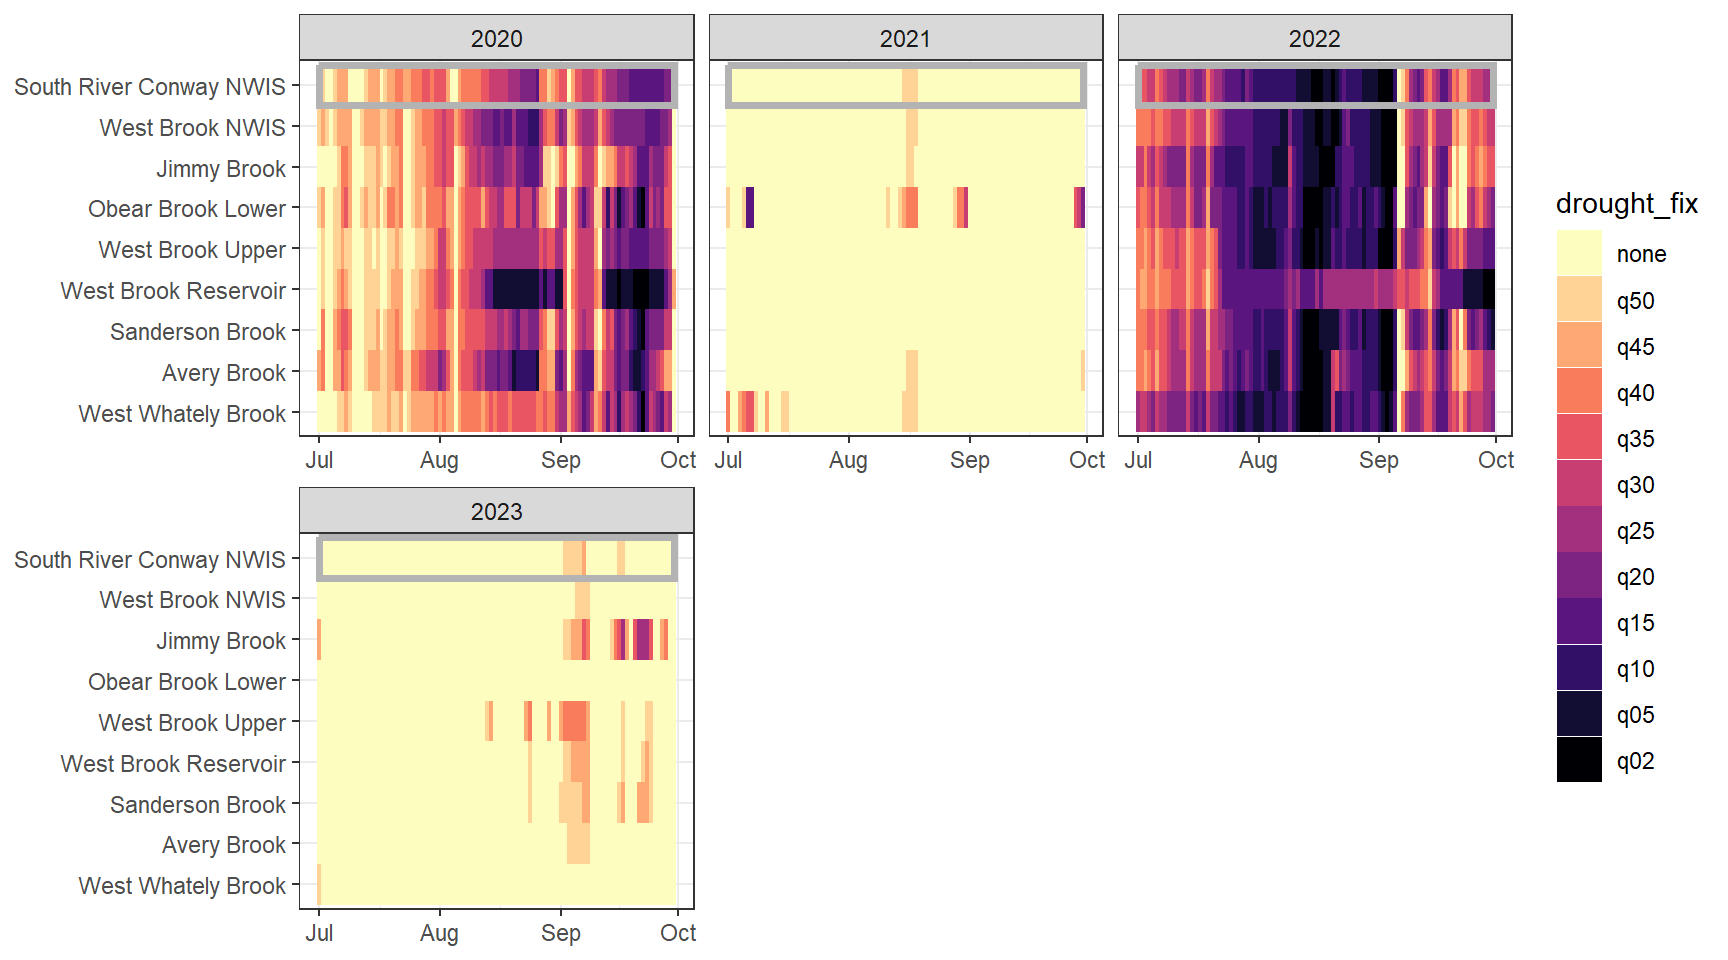 2020 2021 2022
South River Conway NWIS
West Brook NWIS
Jimmy Brook
Obear Brook Lower
West Brook Upper
West Brook Reservoir
Sanderson Brook
Avery Brook
West Whately Brook
Jul Aug Sep Oct Jul Aug Sep Oct Jul Aug Sep Oct
2023
South River Conway NWIS
West Brook NWIS
Jimmy Brook
Obear Brook Lower
West Brook Upper
West Brook Reservoir
Sanderson Brook
Avery Brook
West Whately Brook
Jul Aug Sep Oct
drought_fix
none
q50
q45
q40
q35
q30
q25
q20
q15
q10
q05
q02